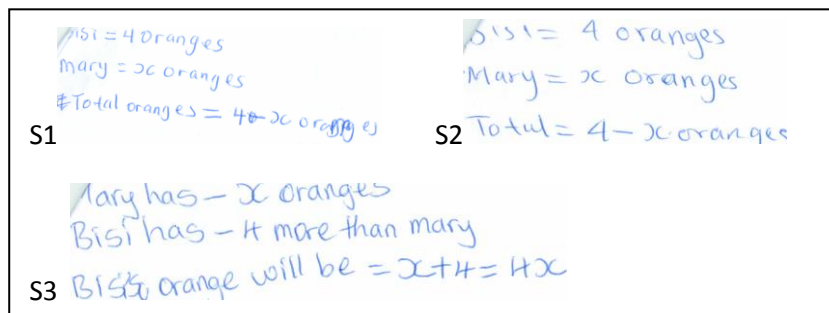 Bisi = 4 oranges
Mary = x oranges
Total oranges = 4 - x oranges
S1
Bisi = 4 oranges
Mary = x oranges
Total = 4 - x oranges
S2
Mary has - x oranges
Bisi has - 4 more than mary
Bisi's orange will be = x+4 = 4x
S3